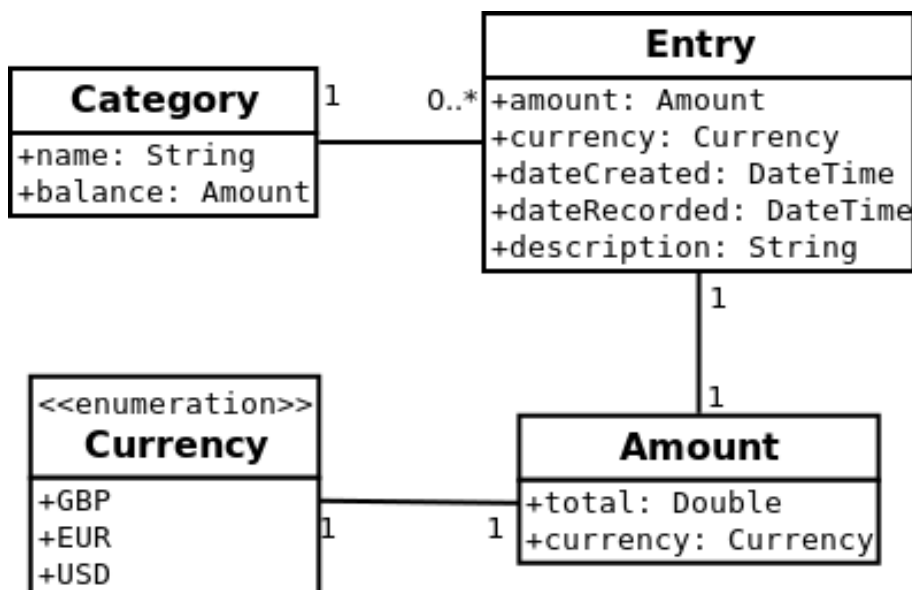 Category
+name: String
+balance: Amount
1
0..*
Entry
+amount: Amount
+currency: Currency
+dateCreated: DateTime
+dateRecorded: DateTime
+description: String
1
1
<<enumeration>>
Currency
+GBP
+EUR
+USD
1
1
Amount
+total: Double
+currency: Currency